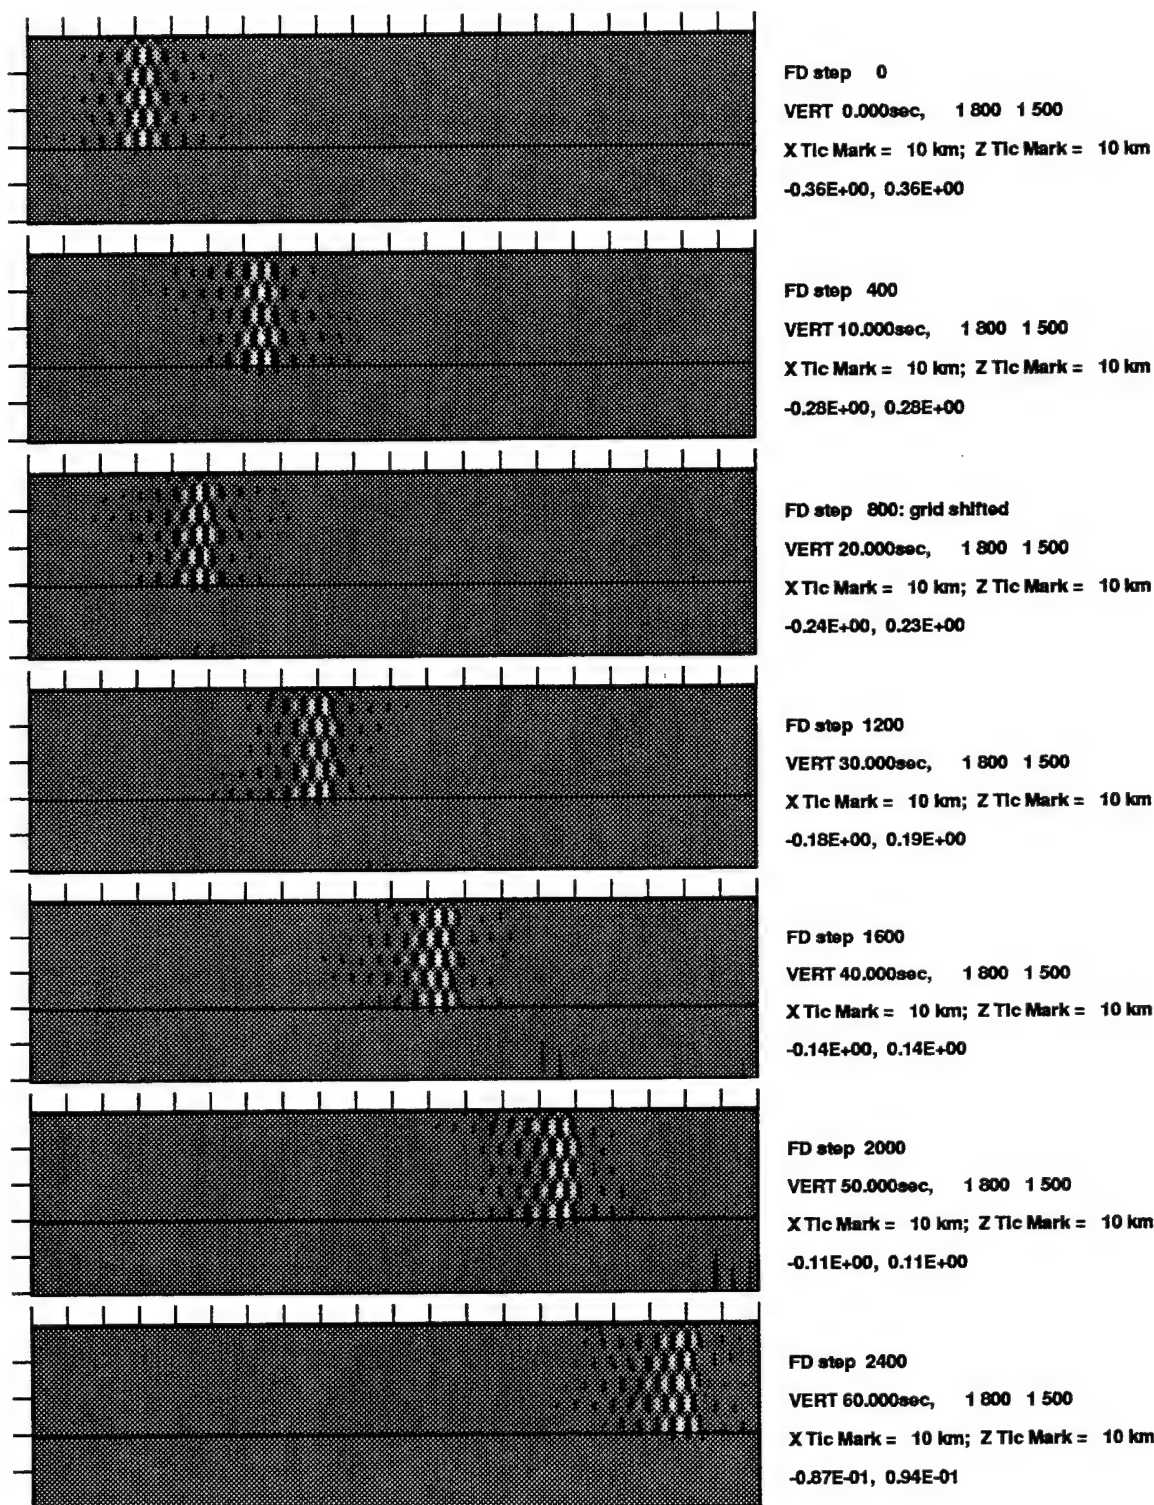 FD step 0
VERT 0.000sec, 1 800 1 500
X Tic Mark = 10 km; Z Tic Mark = 10 km
-0.36E+00, 0.36E+00
FD step 400
VERT 10.000sec, 1 800 1 500
X Tic Mark = 10 km; Z Tic Mark = 10 km
-0.28E+00, 0.28E+00
FD step 800: grid shifted
VERT 20.000sec, 1 800 1 500
X Tic Mark = 10 km; Z Tic Mark = 10 km
-0.24E+00, 0.23E+00
FD step 1200
VERT 30.000sec, 1 800 1 500
X Tic Mark = 10 km; Z Tic Mark = 10 km
-0.18E+00, 0.19E+00
FD step 1600
VERT 40.000sec, 1 800 1 500
X Tic Mark = 10 km; Z Tic Mark = 10 km
-0.14E+00, 0.14E+00
FD step 2000
VERT 50.000sec, 1 800 1 500
X Tic Mark = 10 km; Z Tic Mark = 10 km
-0.11E+00, 0.11E+00
FD step 2400
VERT 60.000sec, 1 800 1 500
X Tic Mark = 10 km; Z Tic Mark = 10 km
-0.87E-01, 0.94E-01